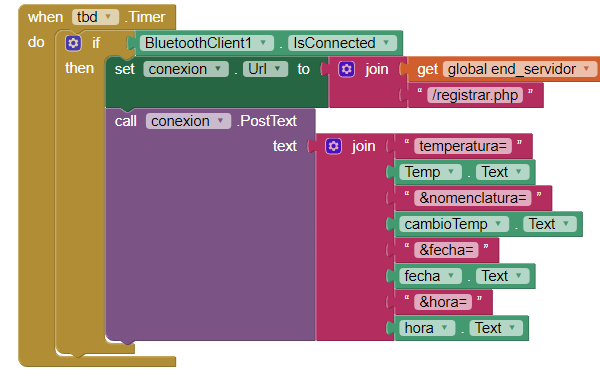 when tbd .Timer
do if BluetoothClient1 . IsConnected
then set conexion . Url to join get global end_servidor
“ /registrar.php ”
call conexion .PostText
text join “ temperatura= ”
Temp . Text
“ &nomenclatura= ”
cambioTemp . Text
“ &fecha= ”
fecha . Text
“ &hora= ”
hora . Text